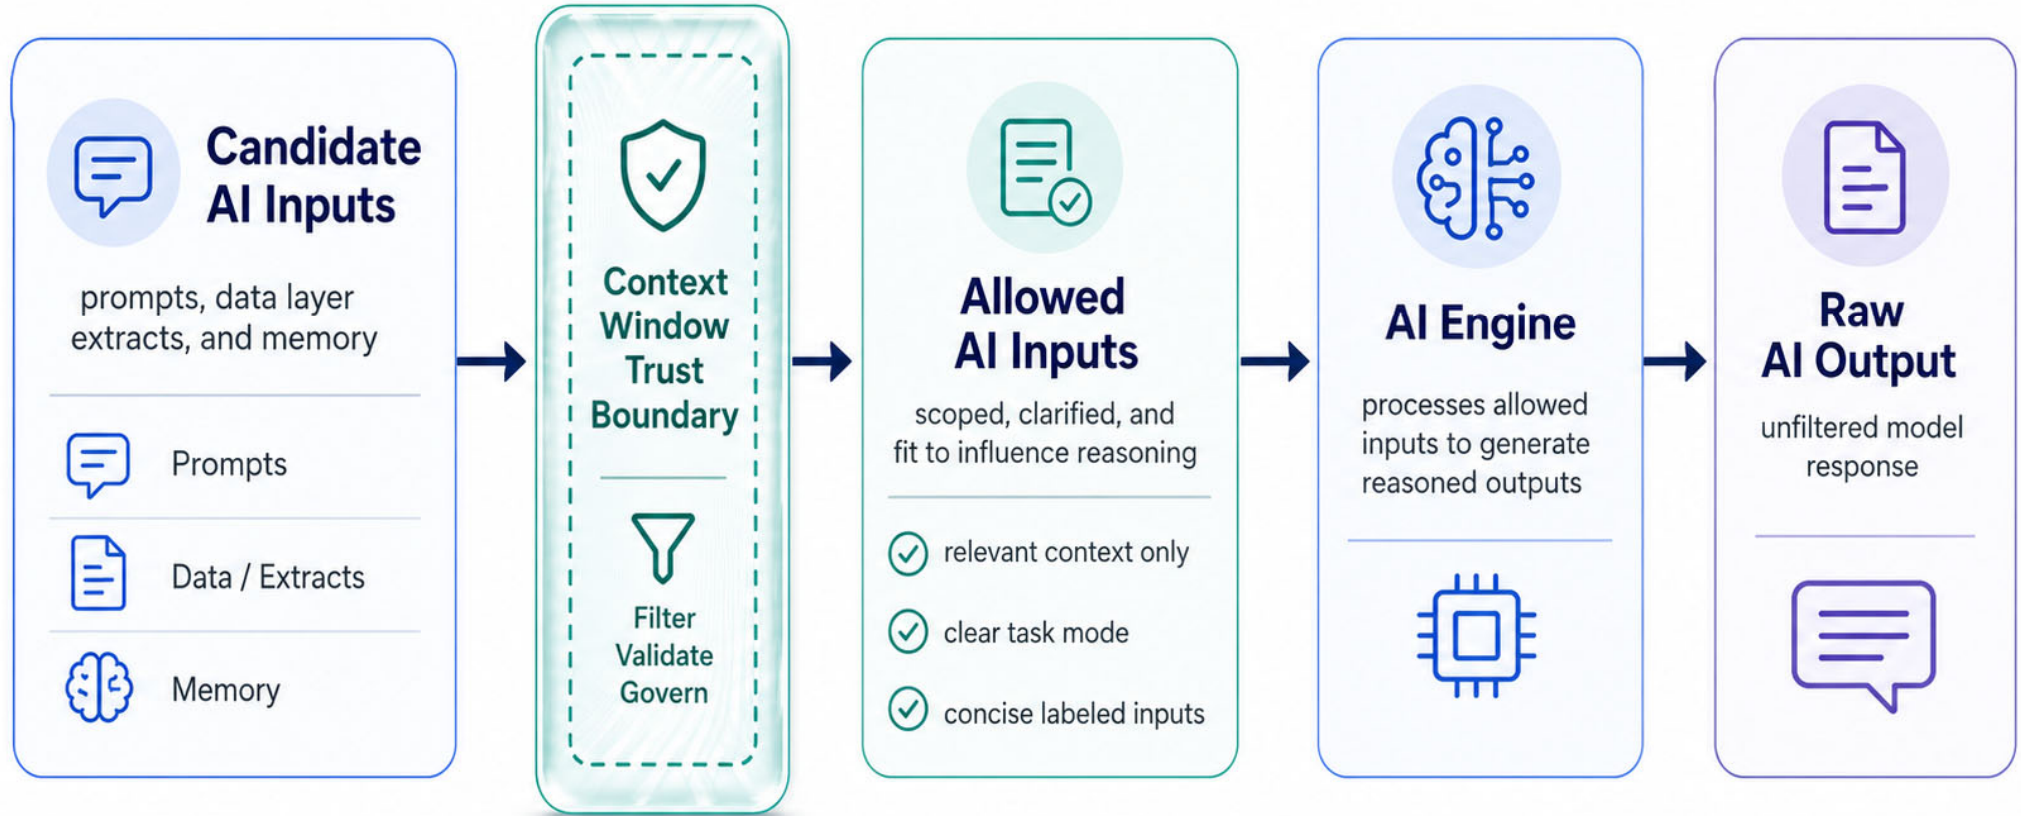 Candidate
AI Inputs
prompts, data layer
extracts, and memory
Prompts
Data / Extracts
Memory
Context
Window
Trust
Boundary
Filter
Validate
Govern
Allowed
AI Inputs
scoped, clarified, and
fit to influence reasoning
relevant context only
clear task mode
concise labeled inputs
AI Engine
processes allowed
inputs to generate
reasoned outputs
Raw
AI Output
unfiltered model
response